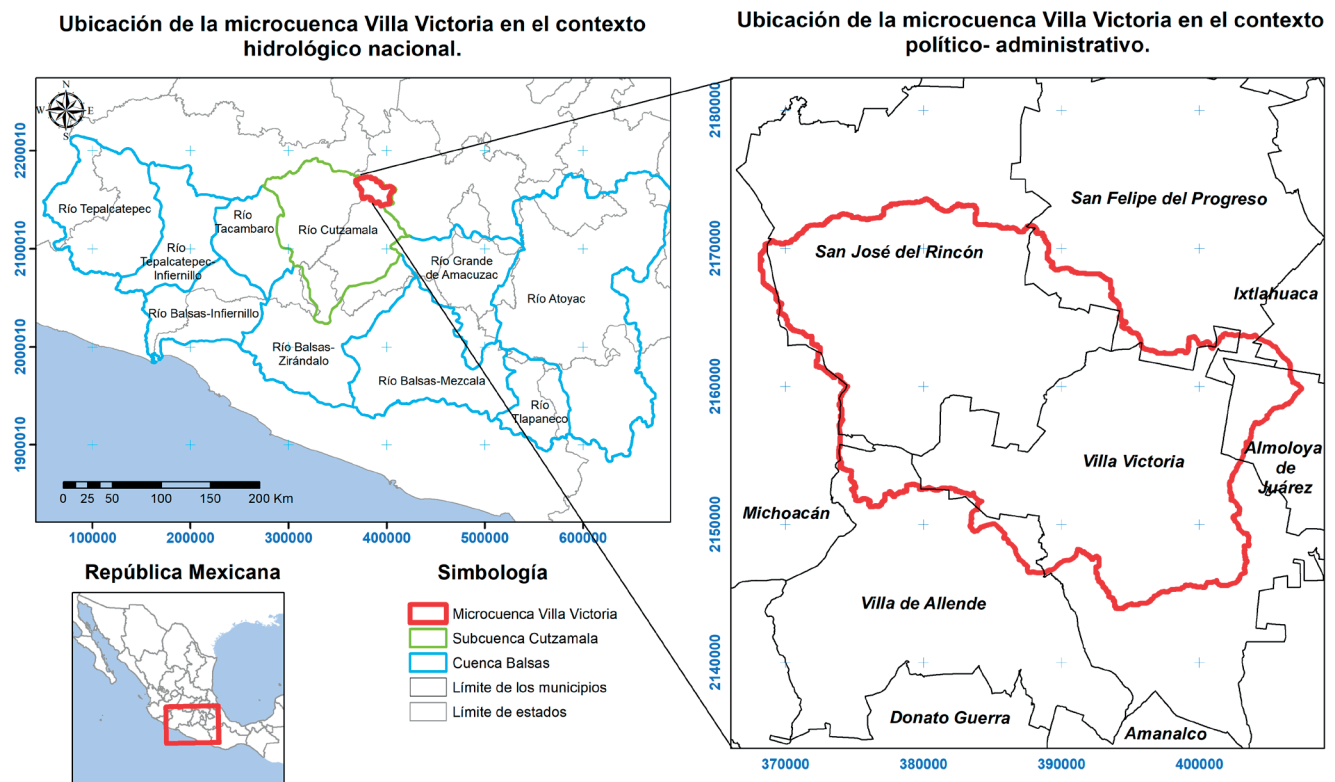 Ubicación de la microcuenca Villa Victoria en el contexto
hidrológico nacional.
N
W
E
S
2200010
2100010
2000010
1900010
Río Tepalcatepec
Río
Tacambaro
Río Cutzamala
Río
Tepalcatepec-
Infiernillo
Río Grande
de Amacuzac
Río Atoyac
Río Balsas-Infiernillo
Río Balsas-
Zirándalo
Río Balsas-Mezcala
Río
Tlapaneco
0 25 50 100 150 200 Km
100000 200000 300000 400000 500000 600000
República Mexicana
Simbología
Microcuenca Villa Victoria
Subcuenca Cutzamala
Cuenca Balsas
Límite de los municipios
Límite de estados
Ubicación de la microcuenca Villa Victoria en el contexto
político- administrativo.
2180000
2170000
2160000
2150000
2140000
San Felipe del Progreso
San José del Rincón
Ixtlahuaca
Villa Victoria
Almoloya
de
Juárez
Michoacán
Villa de Allende
Donato Guerra
Amanalco
370000 380000 390000 400000